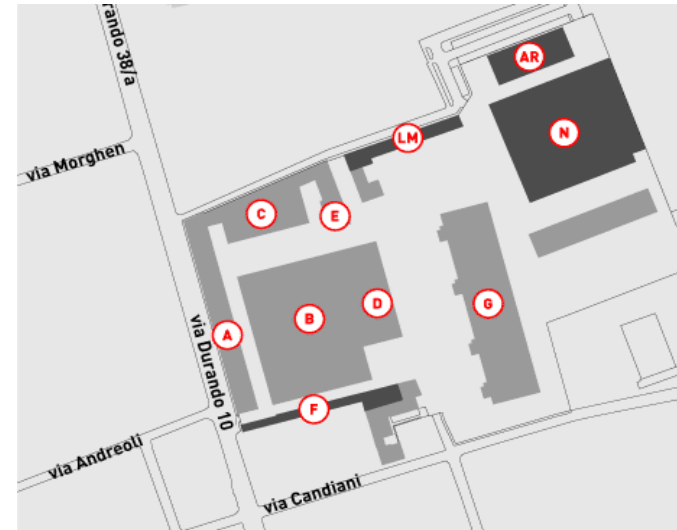 rando 38/a
AR
N
LM
via Morghen
C
E
D
G
B
A
via Durando 10
F
via Andreoli
via Candiani